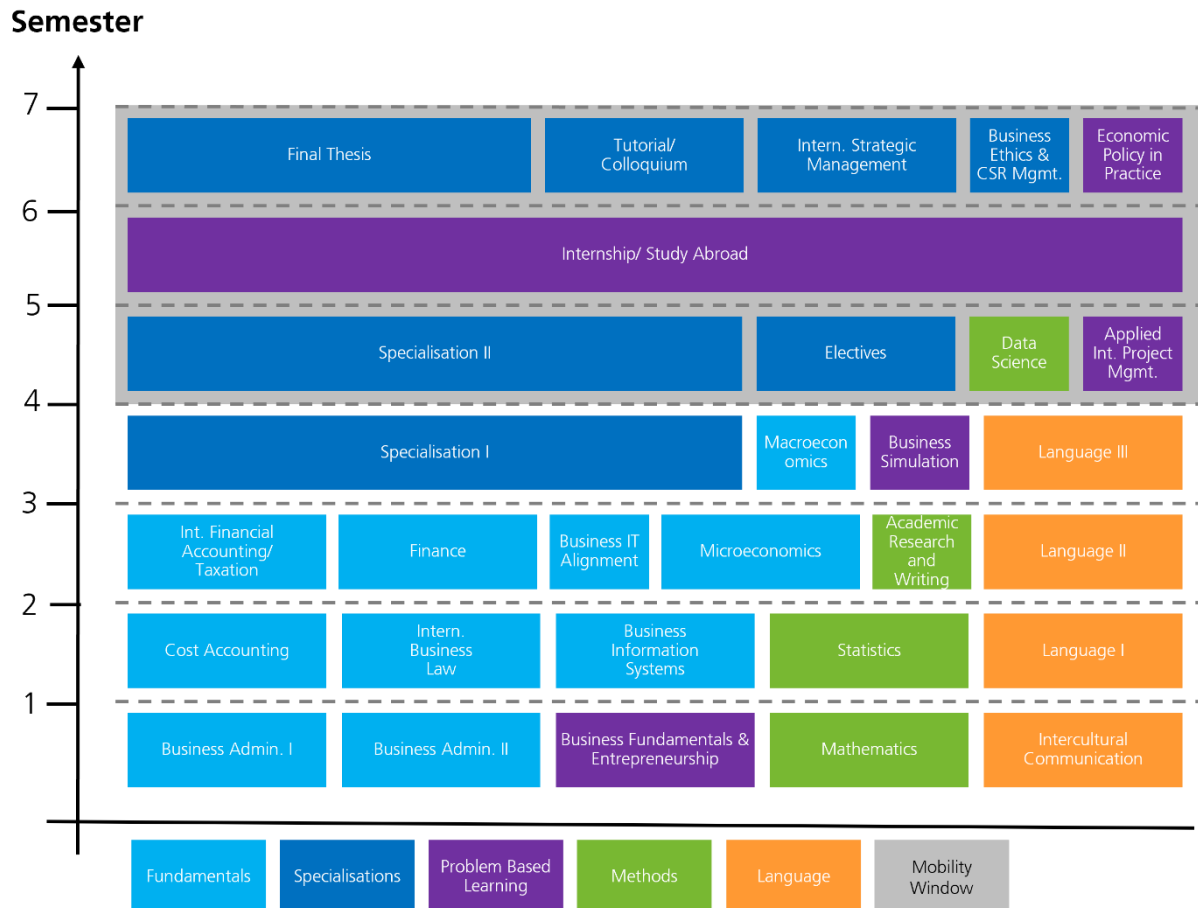 Semester
7
Final Thesis
Tutorial/
Colloquium
Intern. Strategic
Management
Business
Ethics &
CSR Mgmt.
Economic
Policy in
Practice
6
Internship/ Study Abroad
5
Specialisation II
Electives
Data
Science
Applied
Int. Project
Mgmt.
4
Specialisation I
Macroecon
omics
Business
Simulation
Language III
3
Int. Financial
Accounting/
Taxation
Finance
Business IT
Alignment
Microeconomics
Academic
Research
and
Writing
Language II
2
Cost Accounting
Intern.
Business
Law
Business
Information
Systems
Statistics
Language I
1
Business Admin. I
Business Admin. II
Business Fundamentals &
Entrepreneurship
Mathematics
Intercultural
Communication
Fundamentals
Specialisations
Problem Based
Learning
Methods
Language
Mobility
Window